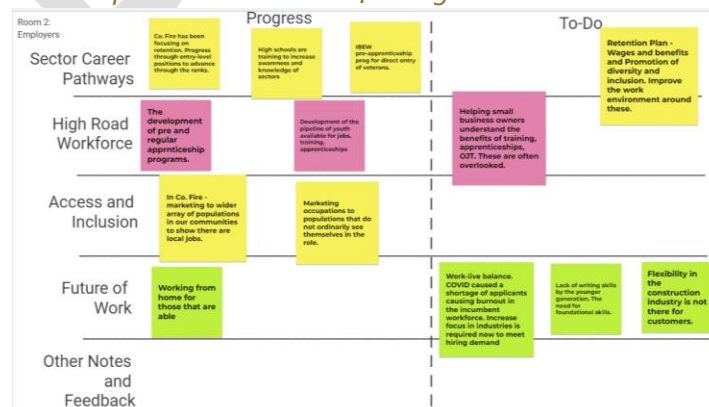 Room 2:
Employers
Progress
To-Do
Sector Career
Pathways
Co. Fire has been
focusing on
retention. Progress
through entry-level
positions to advance
through the ranks.
High schools are
training to increase
awareness and
knowledge of
sectors
IBEW
pre-apprenticeship
prog for direct entry
of veterans.
Retention Plan -
Wages and benefits
and Promotion of
diversity and
inclusion. Improve
the work
environment around
these.
High Road
Workforce
The
development
of pre and
regular
apprnticeship
programs.
Development of the
pipeline of youth
available for jobs,
training,
apprenticeships
Helping small
business owners
understand the
benefits of training,
apprenticeships,
OJT. These are often
overlooked.
Access and
Inclusion
In Co. Fire -
marketing to wider
array of populations
in our communities
to show there are
local jobs.
Marketing
occupations to
populations that do
not ordinarily see
themselves in the
role.
Future of
Work
Working from
home for
those that are
able
Work-live balance.
COVID caused a
shortage of applicants
causing burnout in
the incumbent
workforce. Increase
focus in industries is
required now to meet
hiring demand
Lack of writing skills
by the younger
generation. The
need for
foundational skills.
Flexibility in
the
construction
industry is not
there for
customers.
Other Notes
and
Feedback